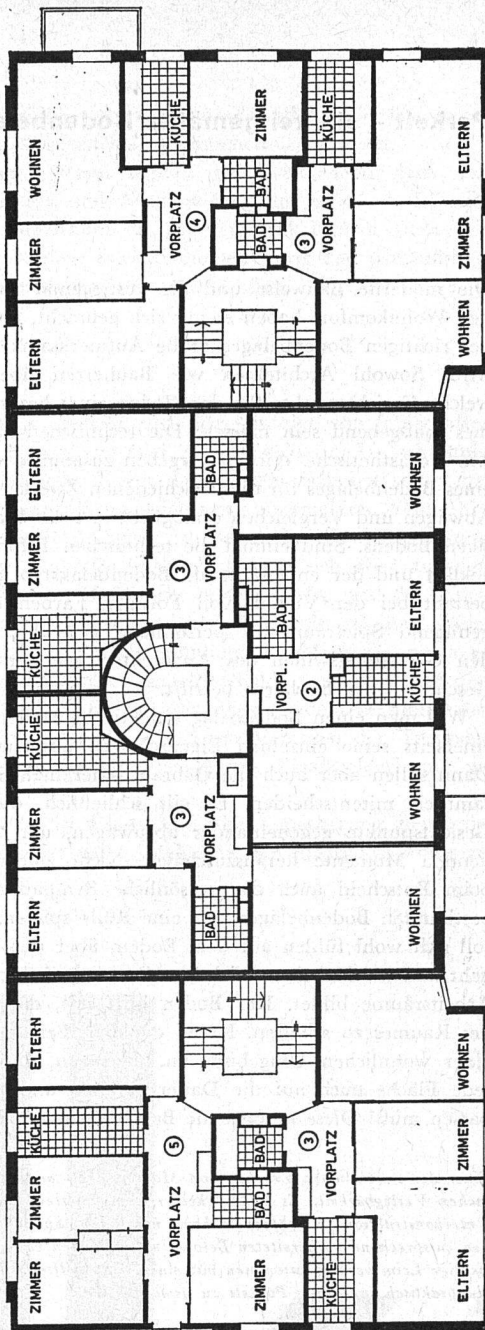 ZIMMER
ZIMMER
KÜCHE
ELTERN
ELTERN
ZIMMER
KÜCHE
KÜCHE
ZIMMER
ELTERN
ELTERN
ZIMMER
WOHNEN
VORPLATZ
5
3
VORPLATZ
3
VORPLATZ
4
VORPLATZ
KÜCHE
ZIMMER
BAD
BAD
BAD
BAD
BAD
BAD
BAD
ZIMMER
KÜCHE
VORPLATZ
3
VORPL.
2
3
VORPLATZ
KÜCHE
WOHNEN
WOHNEN
KÜCHE
ELTERN
WOHNEN
ELTERN
ZIMMER
WOHNEN
WOHNEN
ZIMMER
ELTERN